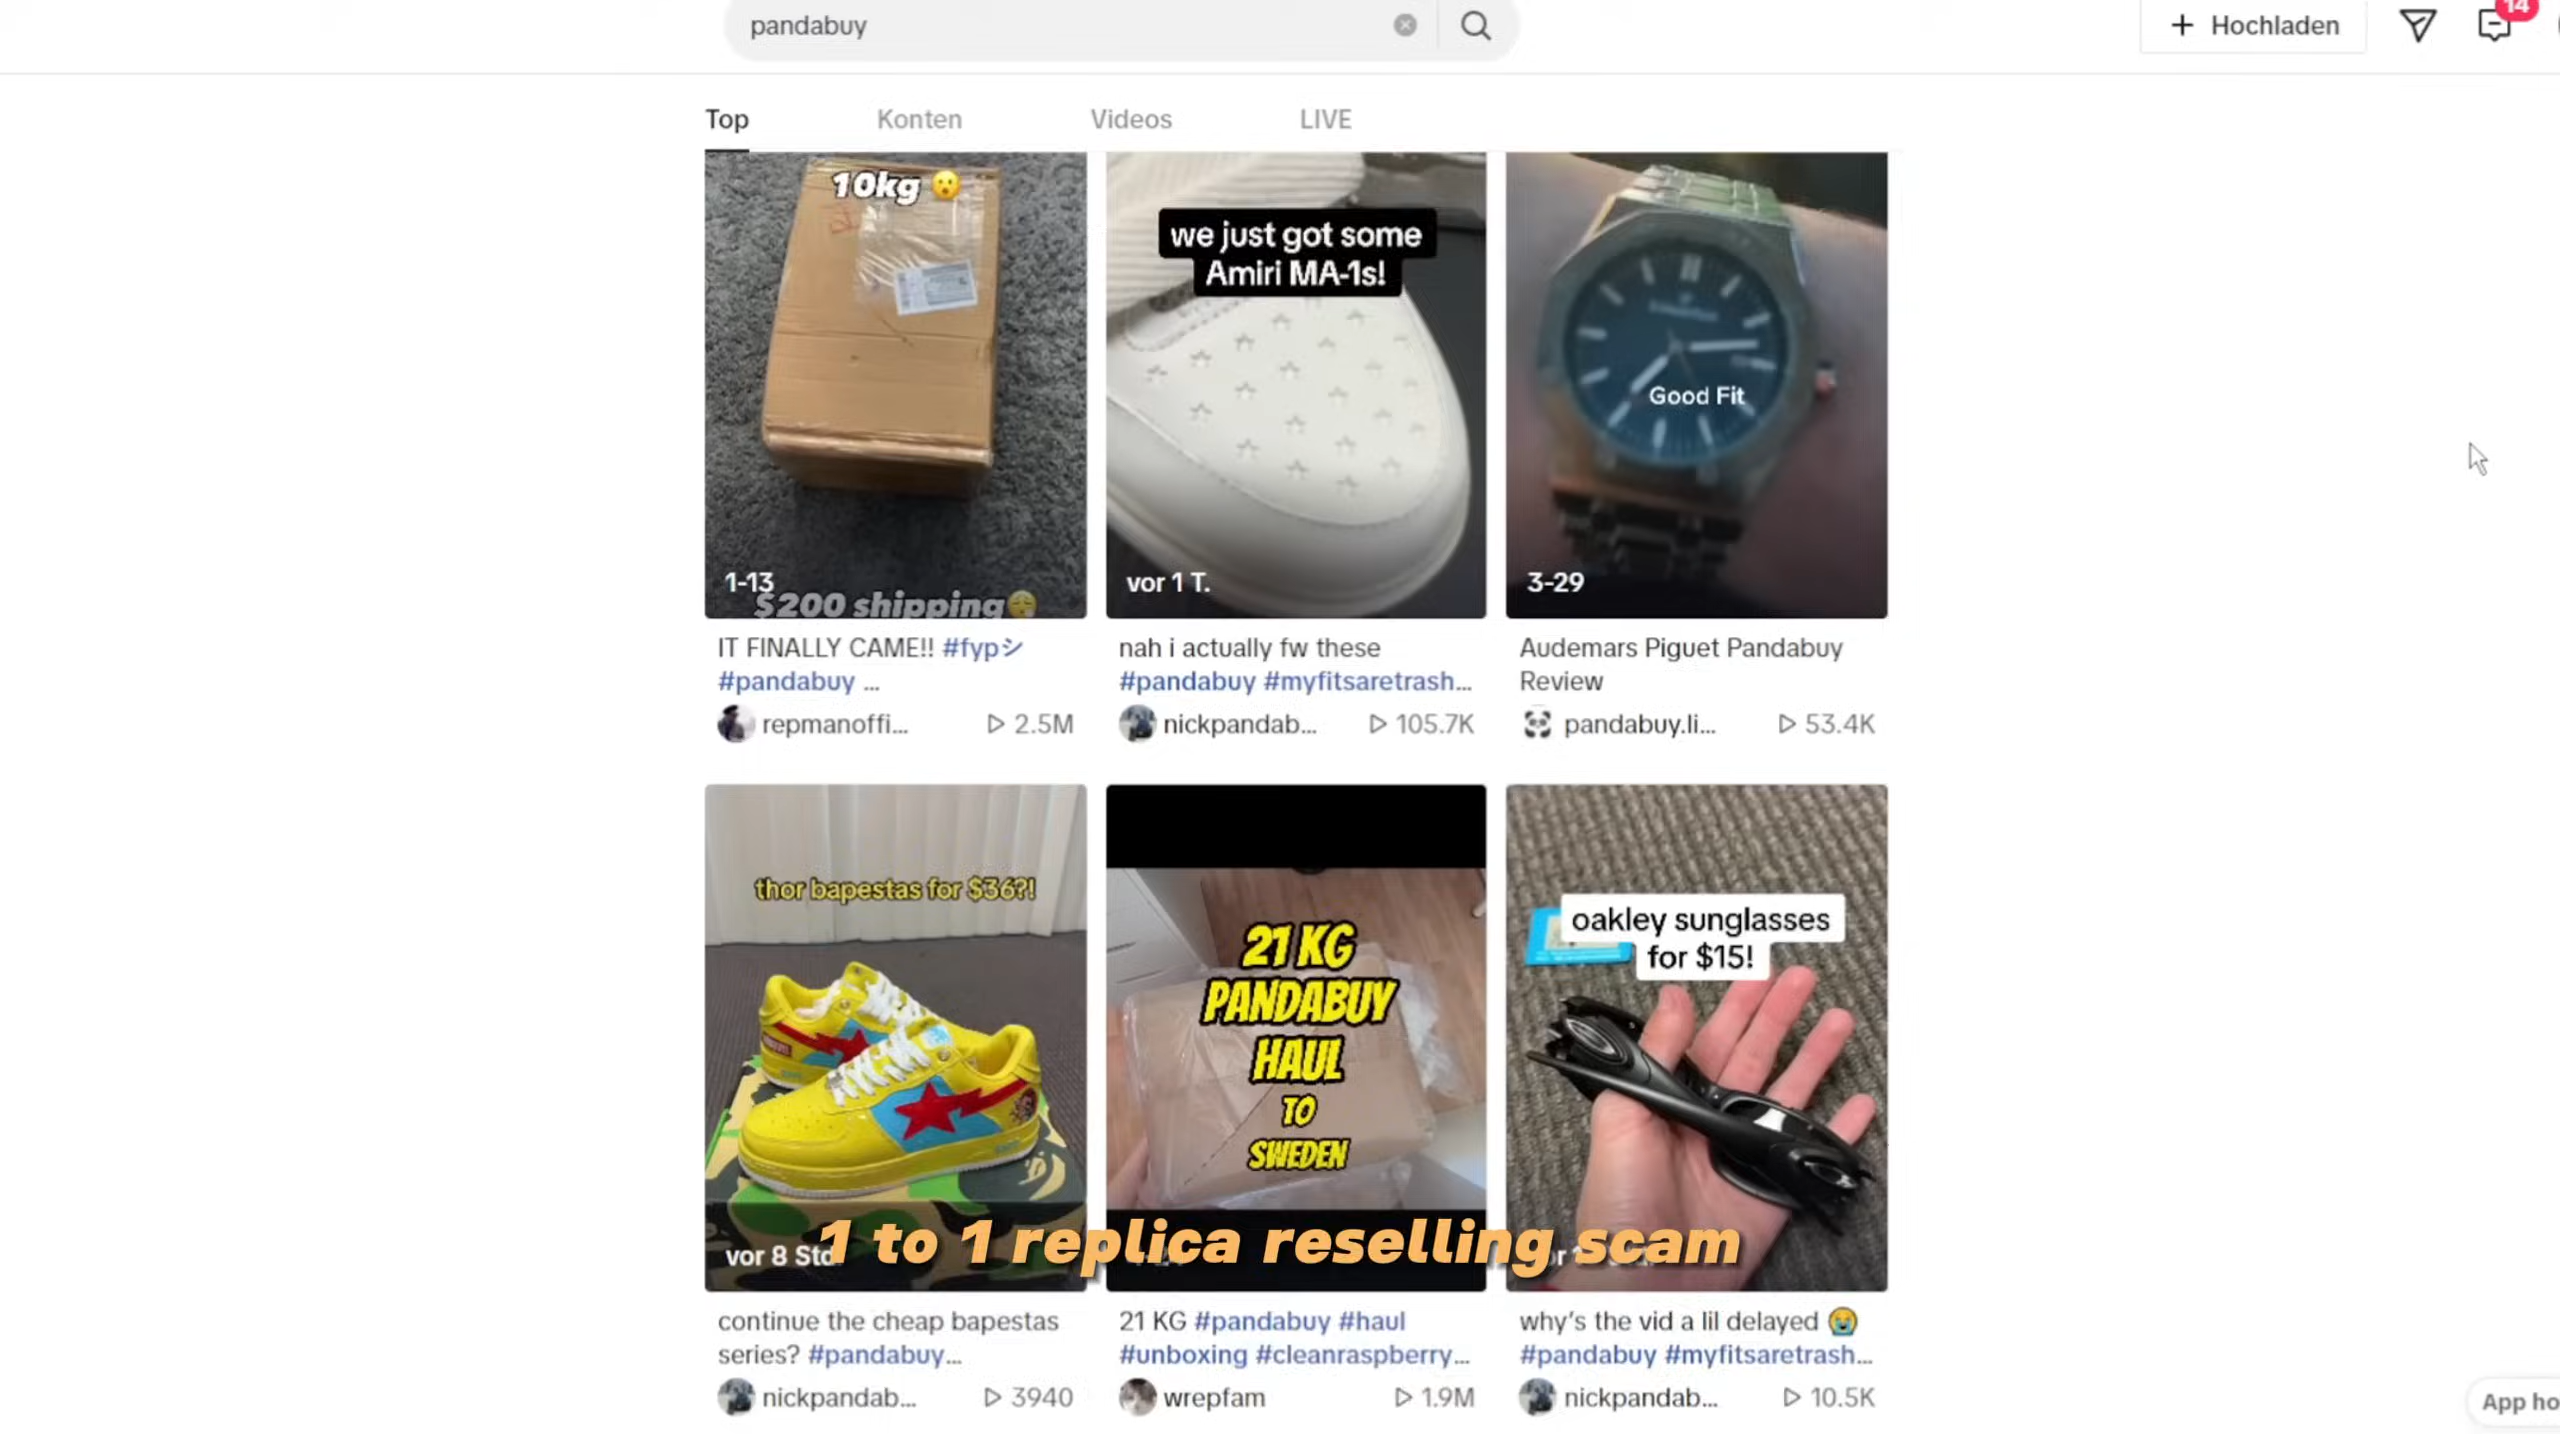 pandabuy
Hochladen
14
Top
Konten
Videos
LIVE
10kg 😮
1-13
$200 shipping😮‍💨
we just got some
Amiri MA-1s!
vor 1 T.
Good Fit
3-29
IT FINALLY CAME!! #fypシ
#pandabuy ...
repmanoffi...
2.5M
nah i actually fw these
#pandabuy #myfitsaretrash...
nickpandab...
105.7K
Audemars Piguet Pandabuy
Review
pandabuy.li...
53.4K
thor bapestas for $36?!
vor 8 Std.
21 KG
PANDABUY
HAUL
TO
SWEDEN
oakley sunglasses
for $15!
1 to 1 replica reselling scam
continue the cheap bapestas
series? #pandabuy...
nickpandab...
3940
21 KG #pandabuy #haul
#unboxing #cleanraspberry...
wrepfam
1.9M
why's the vid a lil delayed 😭
#pandabuy #myfitsaretrash...
nickpandab...
10.5K
App ho